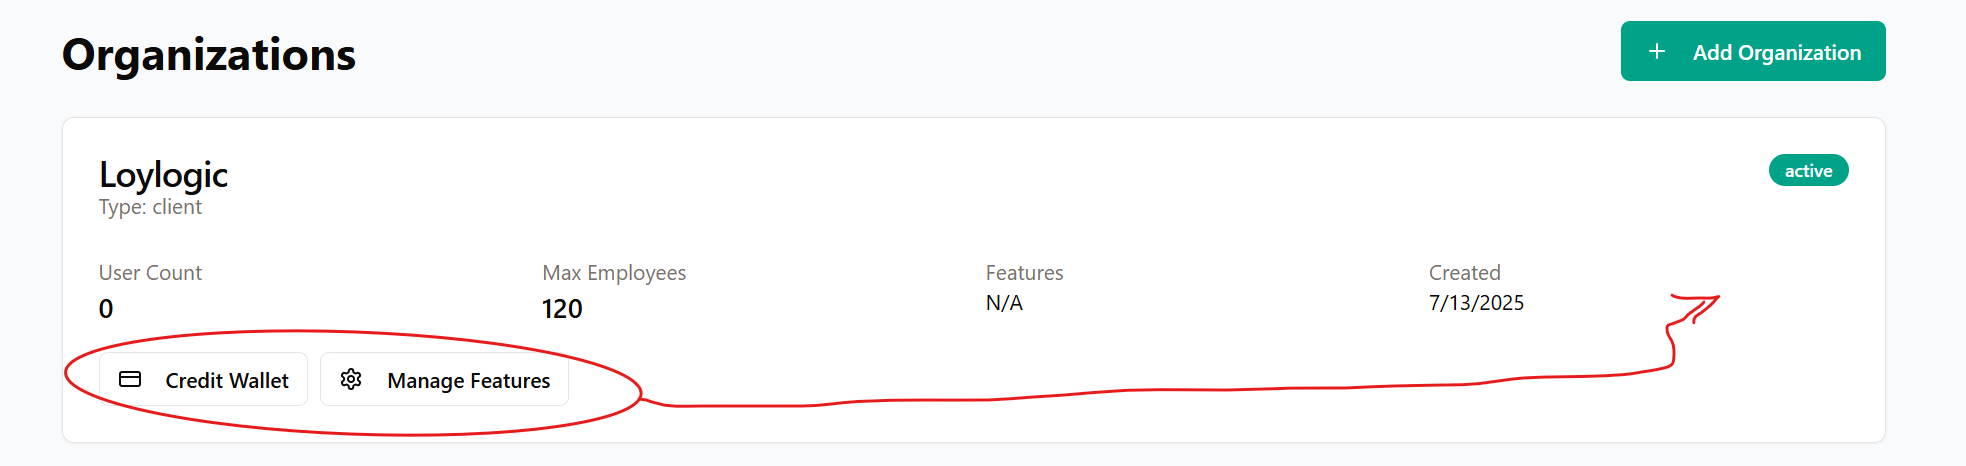 Organizations
+ Add Organization
Loylogic
active
Type: client
User Count
0
Max Employees
120
Features
N/A
Created
7/13/2025
Credit Wallet
Manage Features